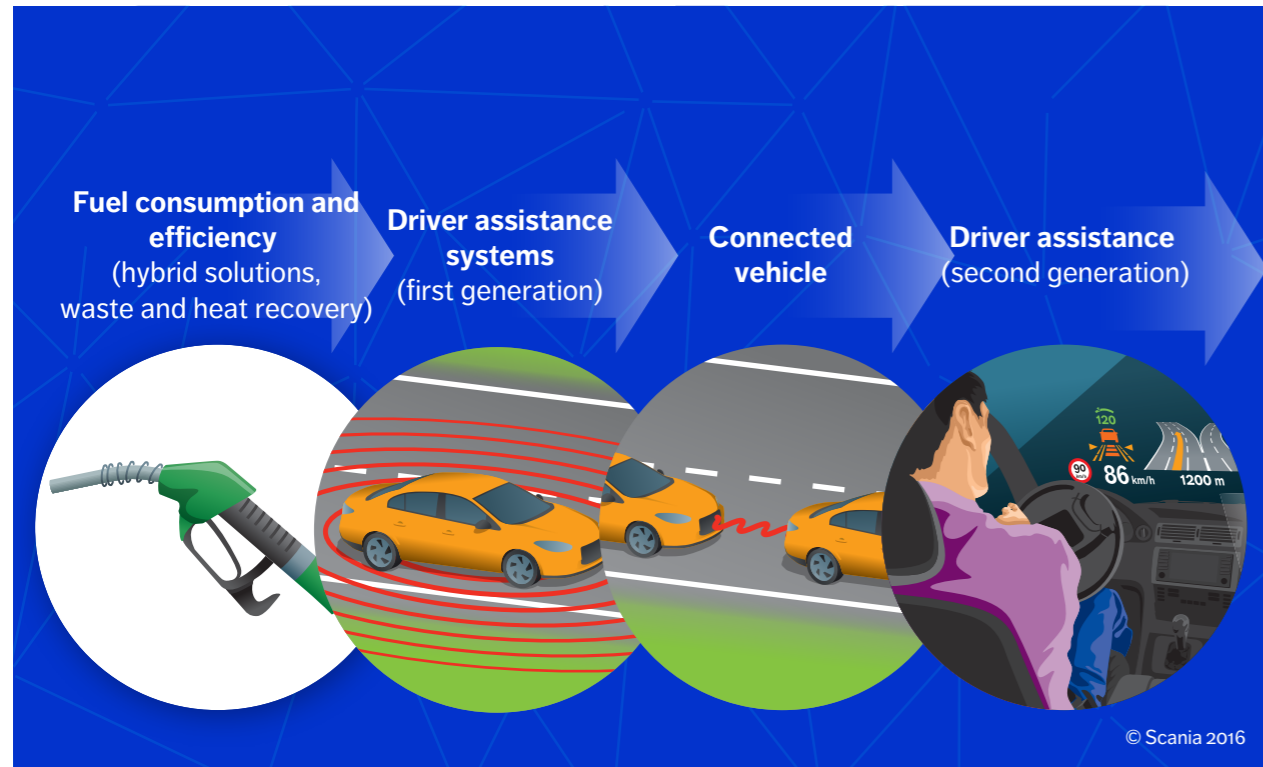 Fuel consumption and
efficiency
(hybrid solutions,
waste and heat recovery)
Driver assistance
systems
(first generation)
Connected
vehicle
Driver assistance
(second generation)
120
90
km/h
86 km/h
1200 m
© Scania 2016